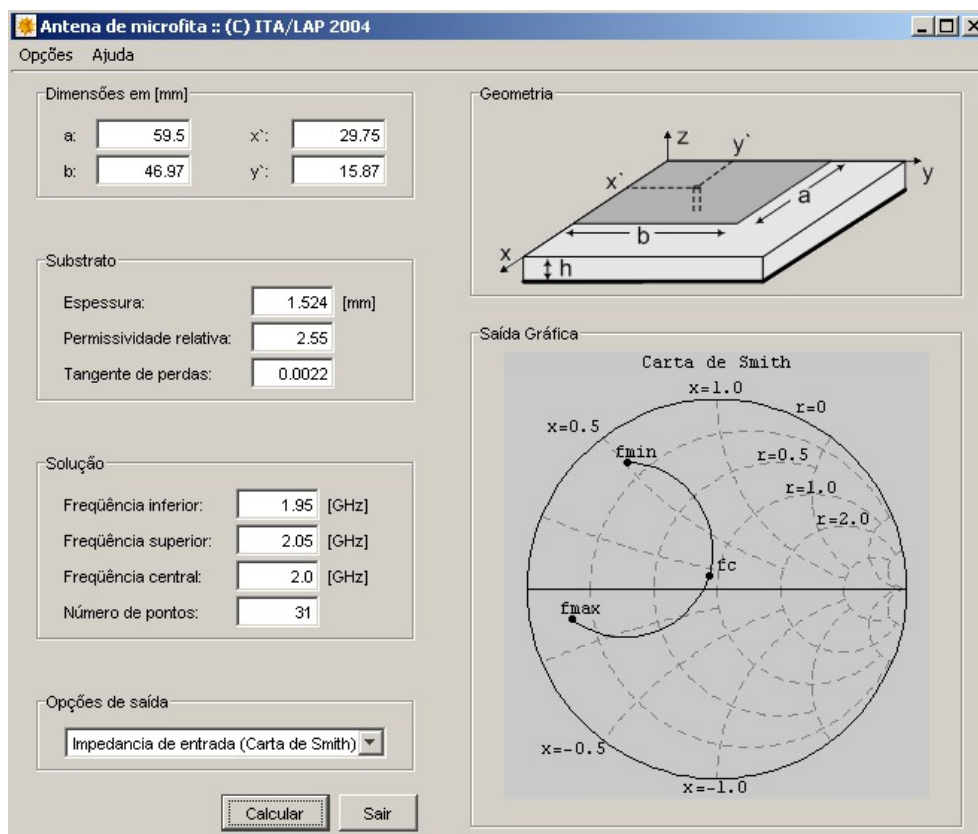 Antena de microfita :: (C) ITA/LAP 2004
Opções Ajuda
Dimensões em [mm]
a: 59.5 x`: 29.75
b: 46.97 y`: 15.87
Substrato
Espessura: 1.524 [mm]
Permissividade relativa: 2.55
Tangente de perdas: 0.0022
Solução
Freqüência inferior: 1.95 [GHz]
Freqüência superior: 2.05 [GHz]
Freqüência central: 2.0 [GHz]
Número de pontos: 31
Opções de saída
Impedancia de entrada (Carta de Smith)
Calcular Sair
Geometria
z
y`
y
x`
a
b
x
h
Saída Gráfica
Carta de Smith
x=1.0
r=0
x=0.5
fmin
r=0.5
r=1.0
r=2.0
fc
fmax
x=-0.5
x=-1.0